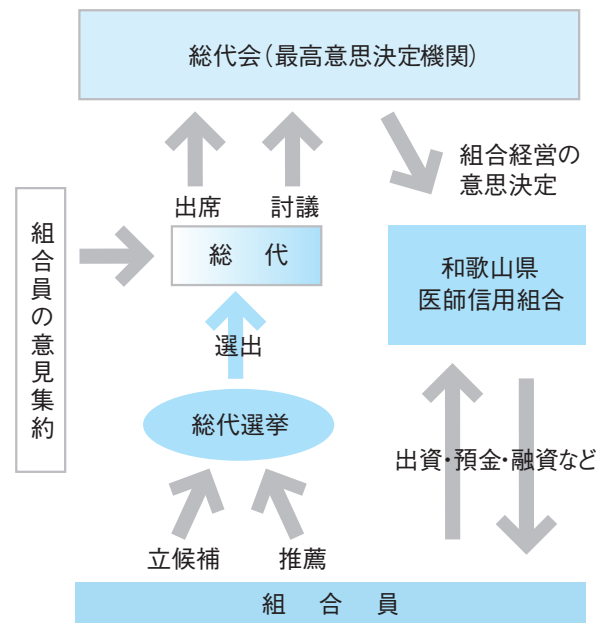 総代会（最高意思決定機関）
組合経営の
意思決定
出席
討議
組合員の意見集約
総　代
和歌山県
医師信用組合
選出
総代選挙
出資・預金・融資など
立候補
推薦
組　合　員